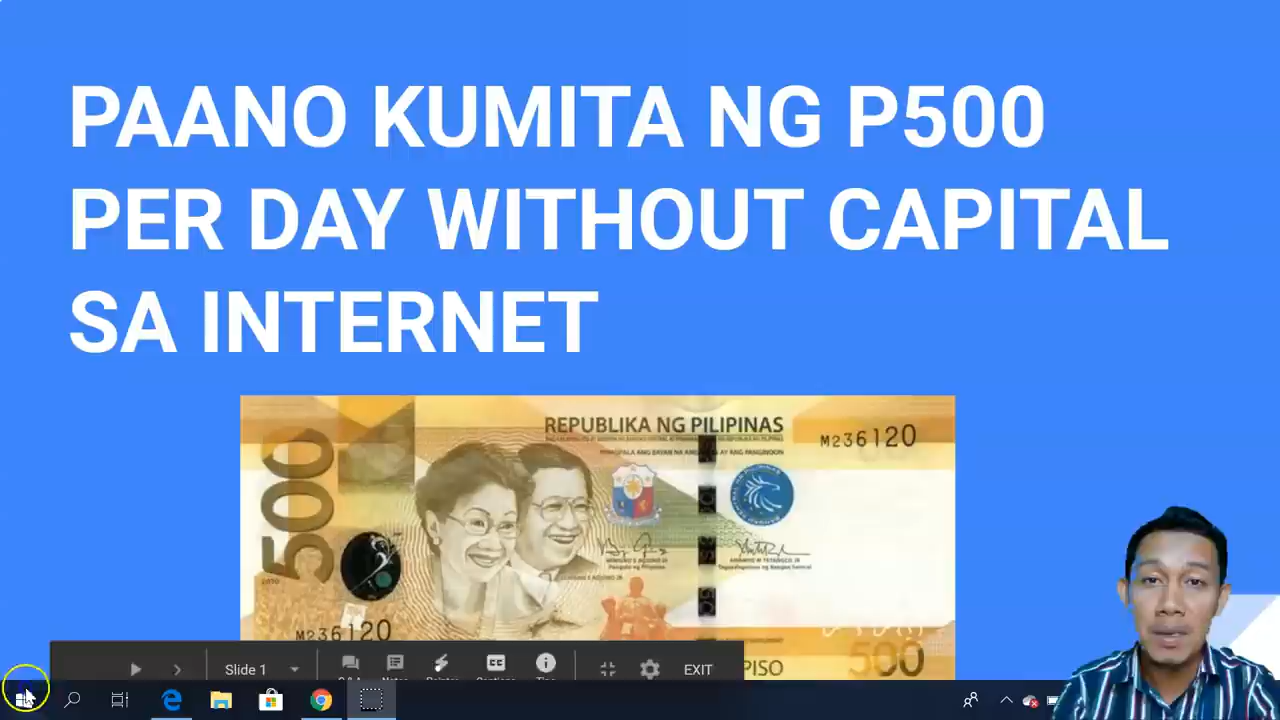 PAANO KUMITA NG P500
PER DAY WITHOUT CAPITAL
SA INTERNET
REPUBLIKA NG PILIPINAS
M236120
500
M236120
PISO
500
Slide 1
EXIT